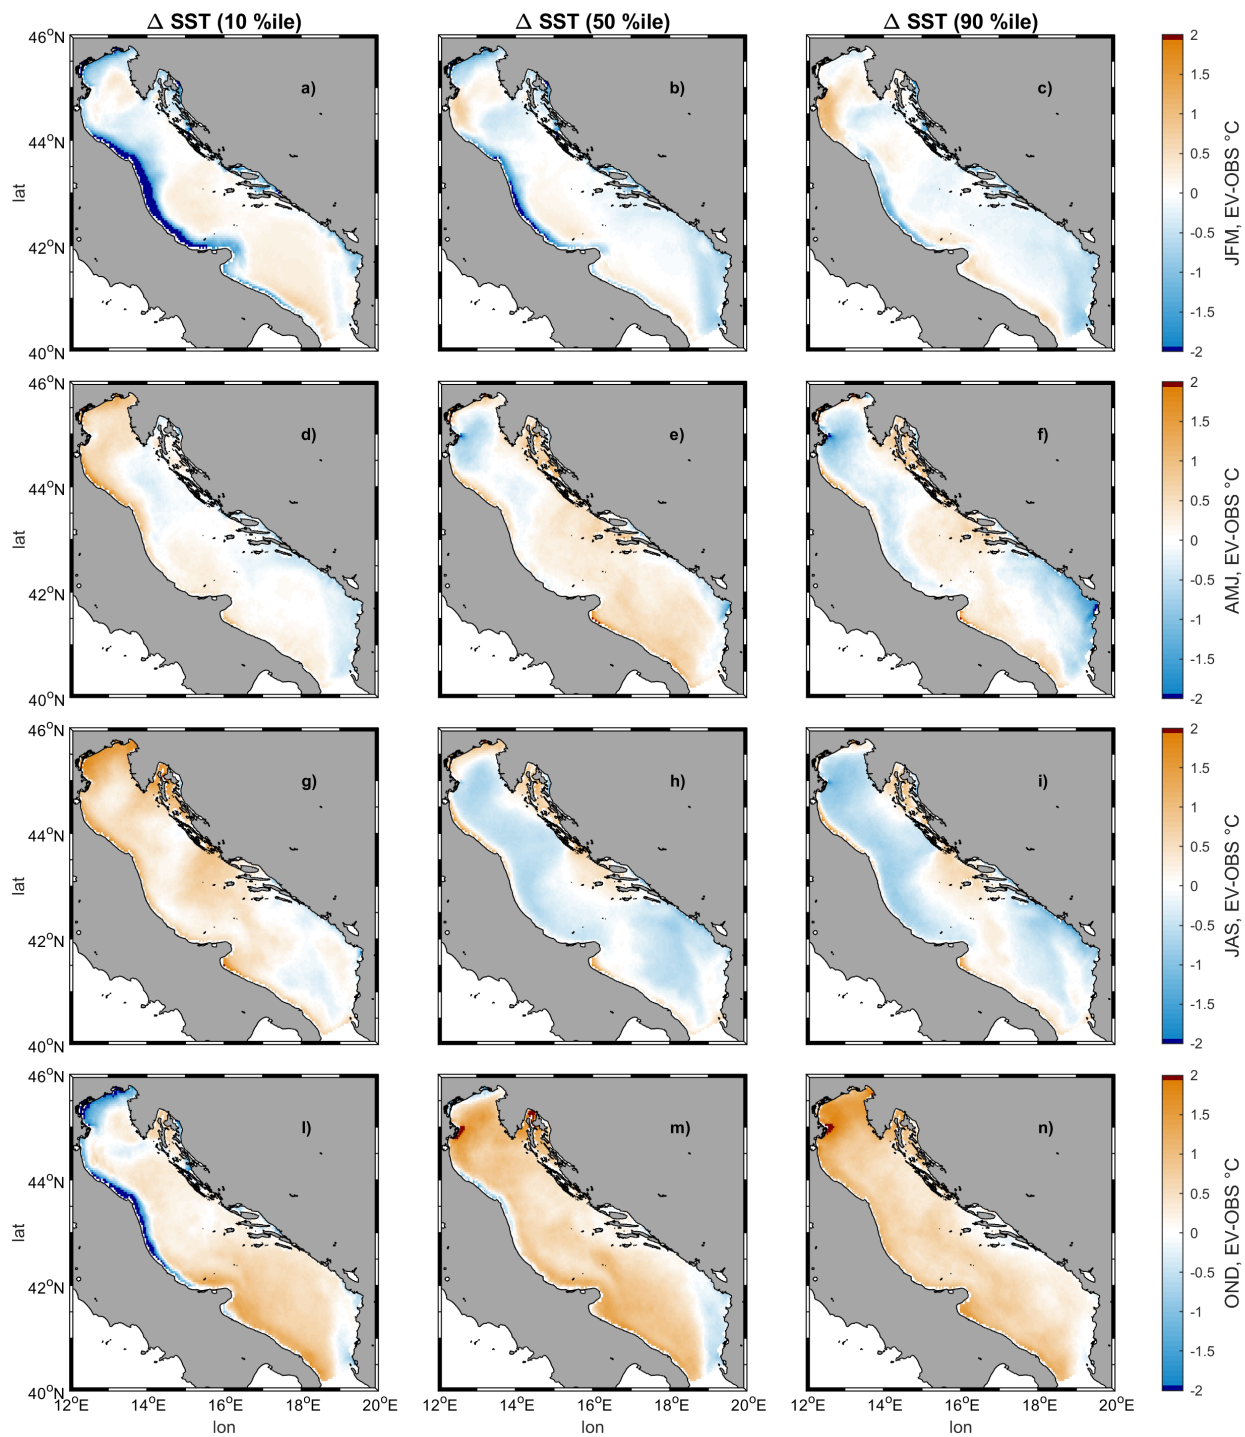 Δ SST (10 %ile) Δ SST (50 %ile) Δ SST (90 %ile)
46°N
44°N
42°N
40°N
lat
a) b) c)
2
1.5
1
0.5
0
-0.5
-1
-1.5
-2
JFM, EV-OBS °C
46°N
44°N
42°N
40°N
lat
d) e) f)
2
1.5
1
0.5
0
-0.5
-1
-1.5
-2
AMJ, EV-OBS °C
46°N
44°N
42°N
40°N
lat
g) h) i)
2
1.5
1
0.5
0
-0.5
-1
-1.5
-2
JAS, EV-OBS °C
46°N
44°N
42°N
40°N
lat
l) m) n)
2
1.5
1
0.5
0
-0.5
-1
-1.5
-2
OND, EV-OBS °C
12°E 14°E 16°E 18°E 20°E 12°E 14°E 16°E 18°E 20°E 12°E 14°E 16°E 18°E 20°E
lon lon lon